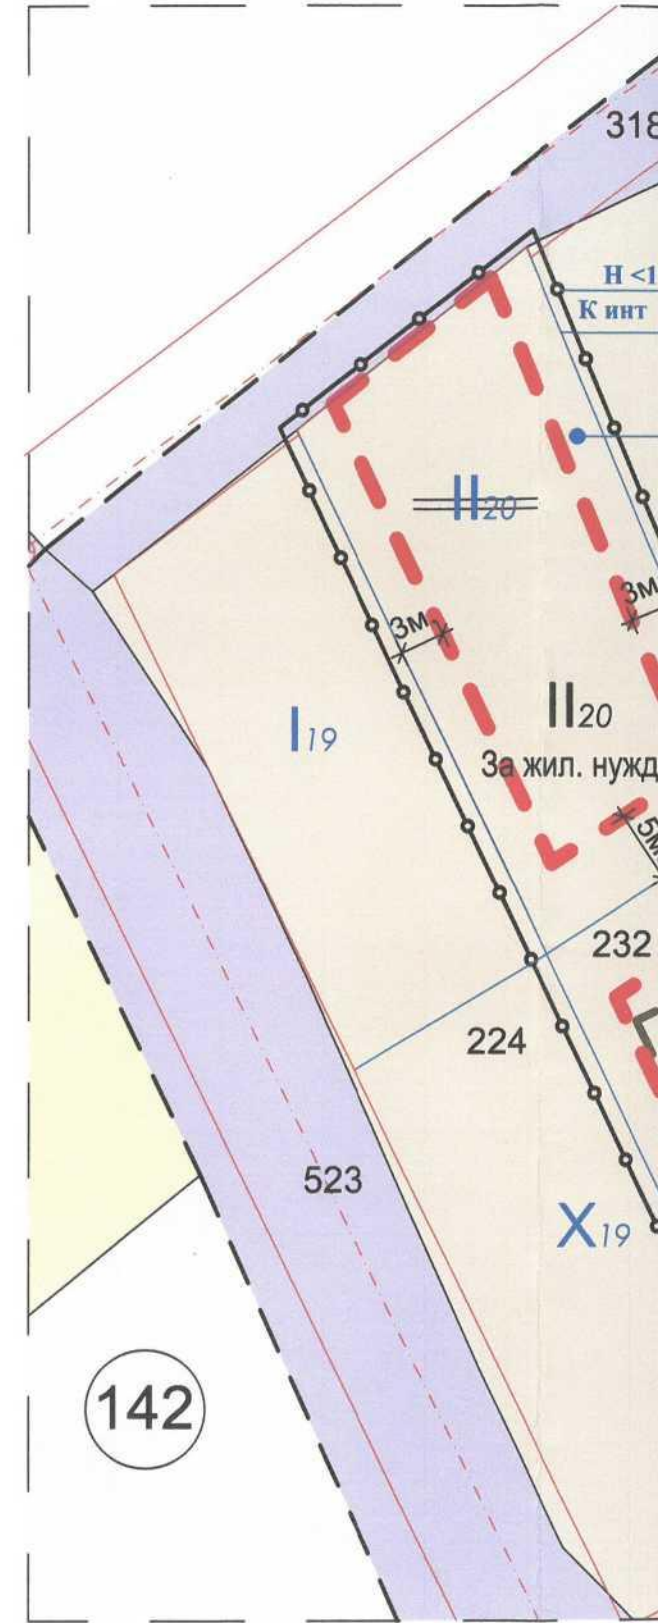 318
H <1
К инт
II20
3м
3м
I19
II20
За жил. нужд
5м
232
224
523
X19
142